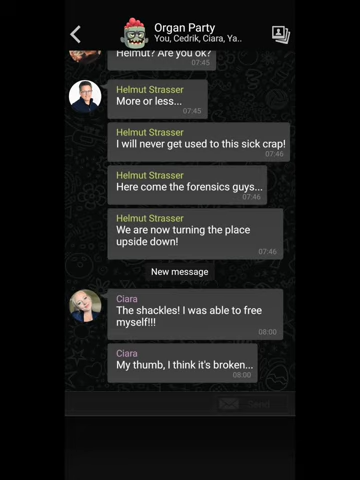 Organ Party
You, Cedrik, Ciara, Ya..
Helmut? Are you ok?
07:45
Helmut Strasser
More or less...
07:45
Helmut Strasser
I will never get used to this sick crap!
07:46
Helmut Strasser
Here come the forensics guys...
07:46
Helmut Strasser
We are now turning the place
upside down!
07:46
New message
Ciara
The shackles! I was able to free
myself!!!
08:00
Ciara
My thumb, I think it's broken...
08:00
Send